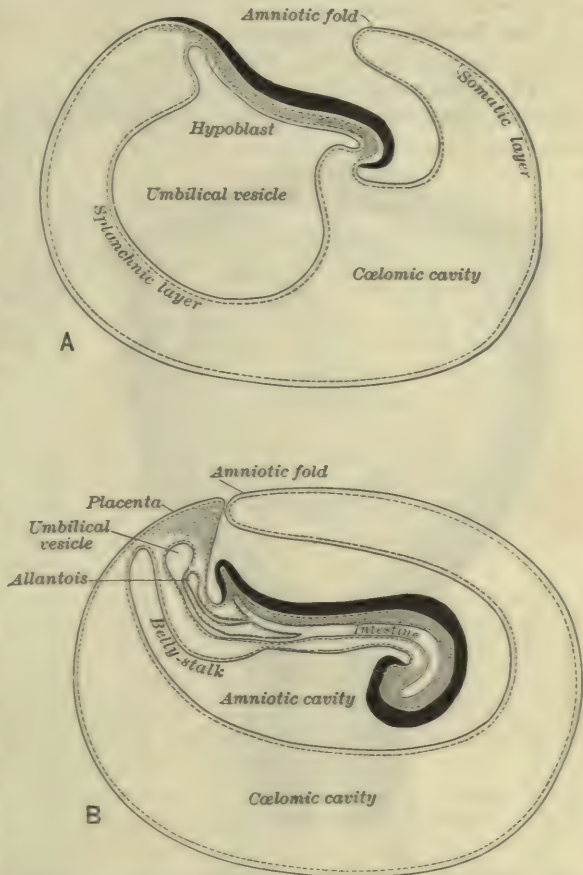 Amniotic fold
Somatic layer
Hypoblast
Umbilical vesicle
Splanchnic layer
Cœlomic cavity
A
Amniotic fold
Placenta
Umbilical
vesicle
Allantois
Intestine
Belly-stalk
Amniotic cavity
Cœlomic cavity
B